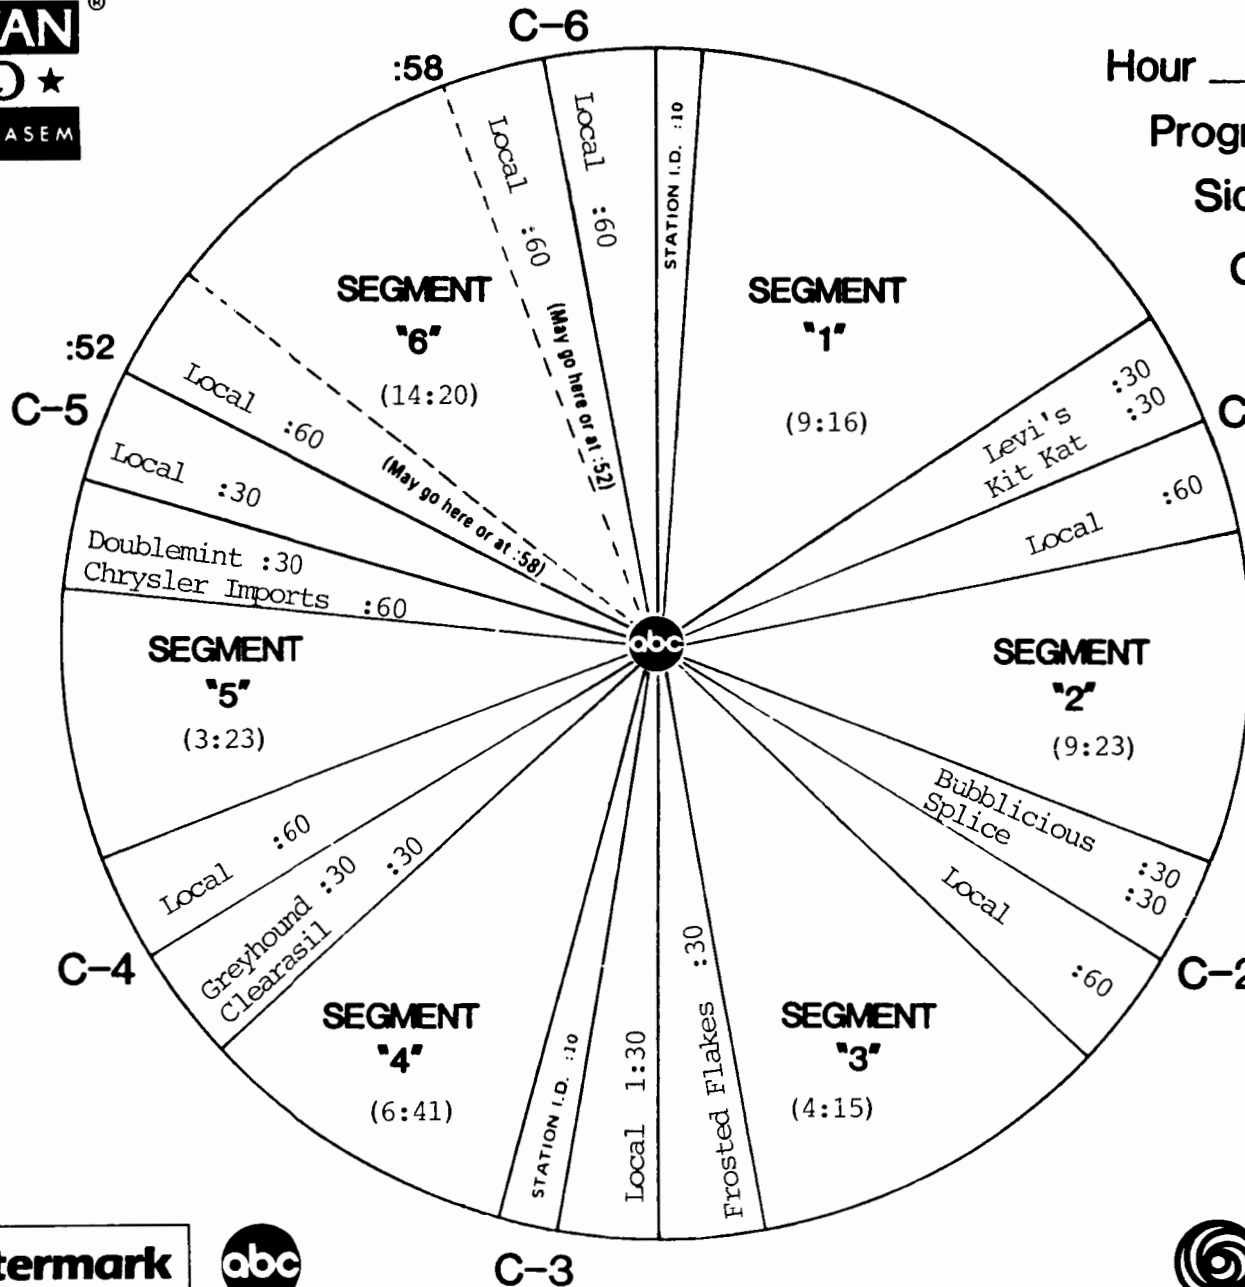 ®
C-6
:58
ASEM
Hour
STATION I.D. :10
SEGMENT
"1"
(9:16)
Levi's :30
Kit Kat :30
Local :60
SEGMENT
"2"
(9:23)
Bubblicious :30
Splice :30
C-2
Local :60
SEGMENT
"3"
(4:15)
Frosted Flakes :30
C-3
Local 1:30
STATION I.D. :10
SEGMENT
"4"
(6:41)
Clearasil :30
Greyhound :30
C-4
Local :60
SEGMENT
"5"
(3:23)
Doublemint :30
Chrysler Imports :60
C-5
Local :30
:52
Local :60
(May go here or at :58)
SEGMENT
"6"
(14:20)
Local :60
(May go here or at :52)
Local :60
abc
termark
abc